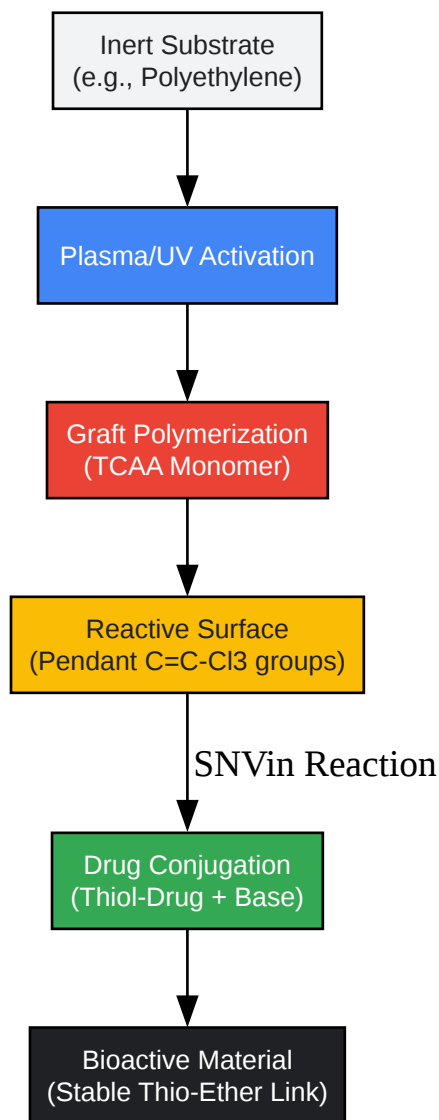 Inert Substrate
(e.g., Polyethylene)
Plasma/UV Activation
Graft Polymerization
(TCAA Monomer)
Reactive Surface
(Pendant C=C-Cl3 groups)
SNVin Reaction
Drug Conjugation
(Thiol-Drug + Base)
Bioactive Material
(Stable Thio-Ether Link)